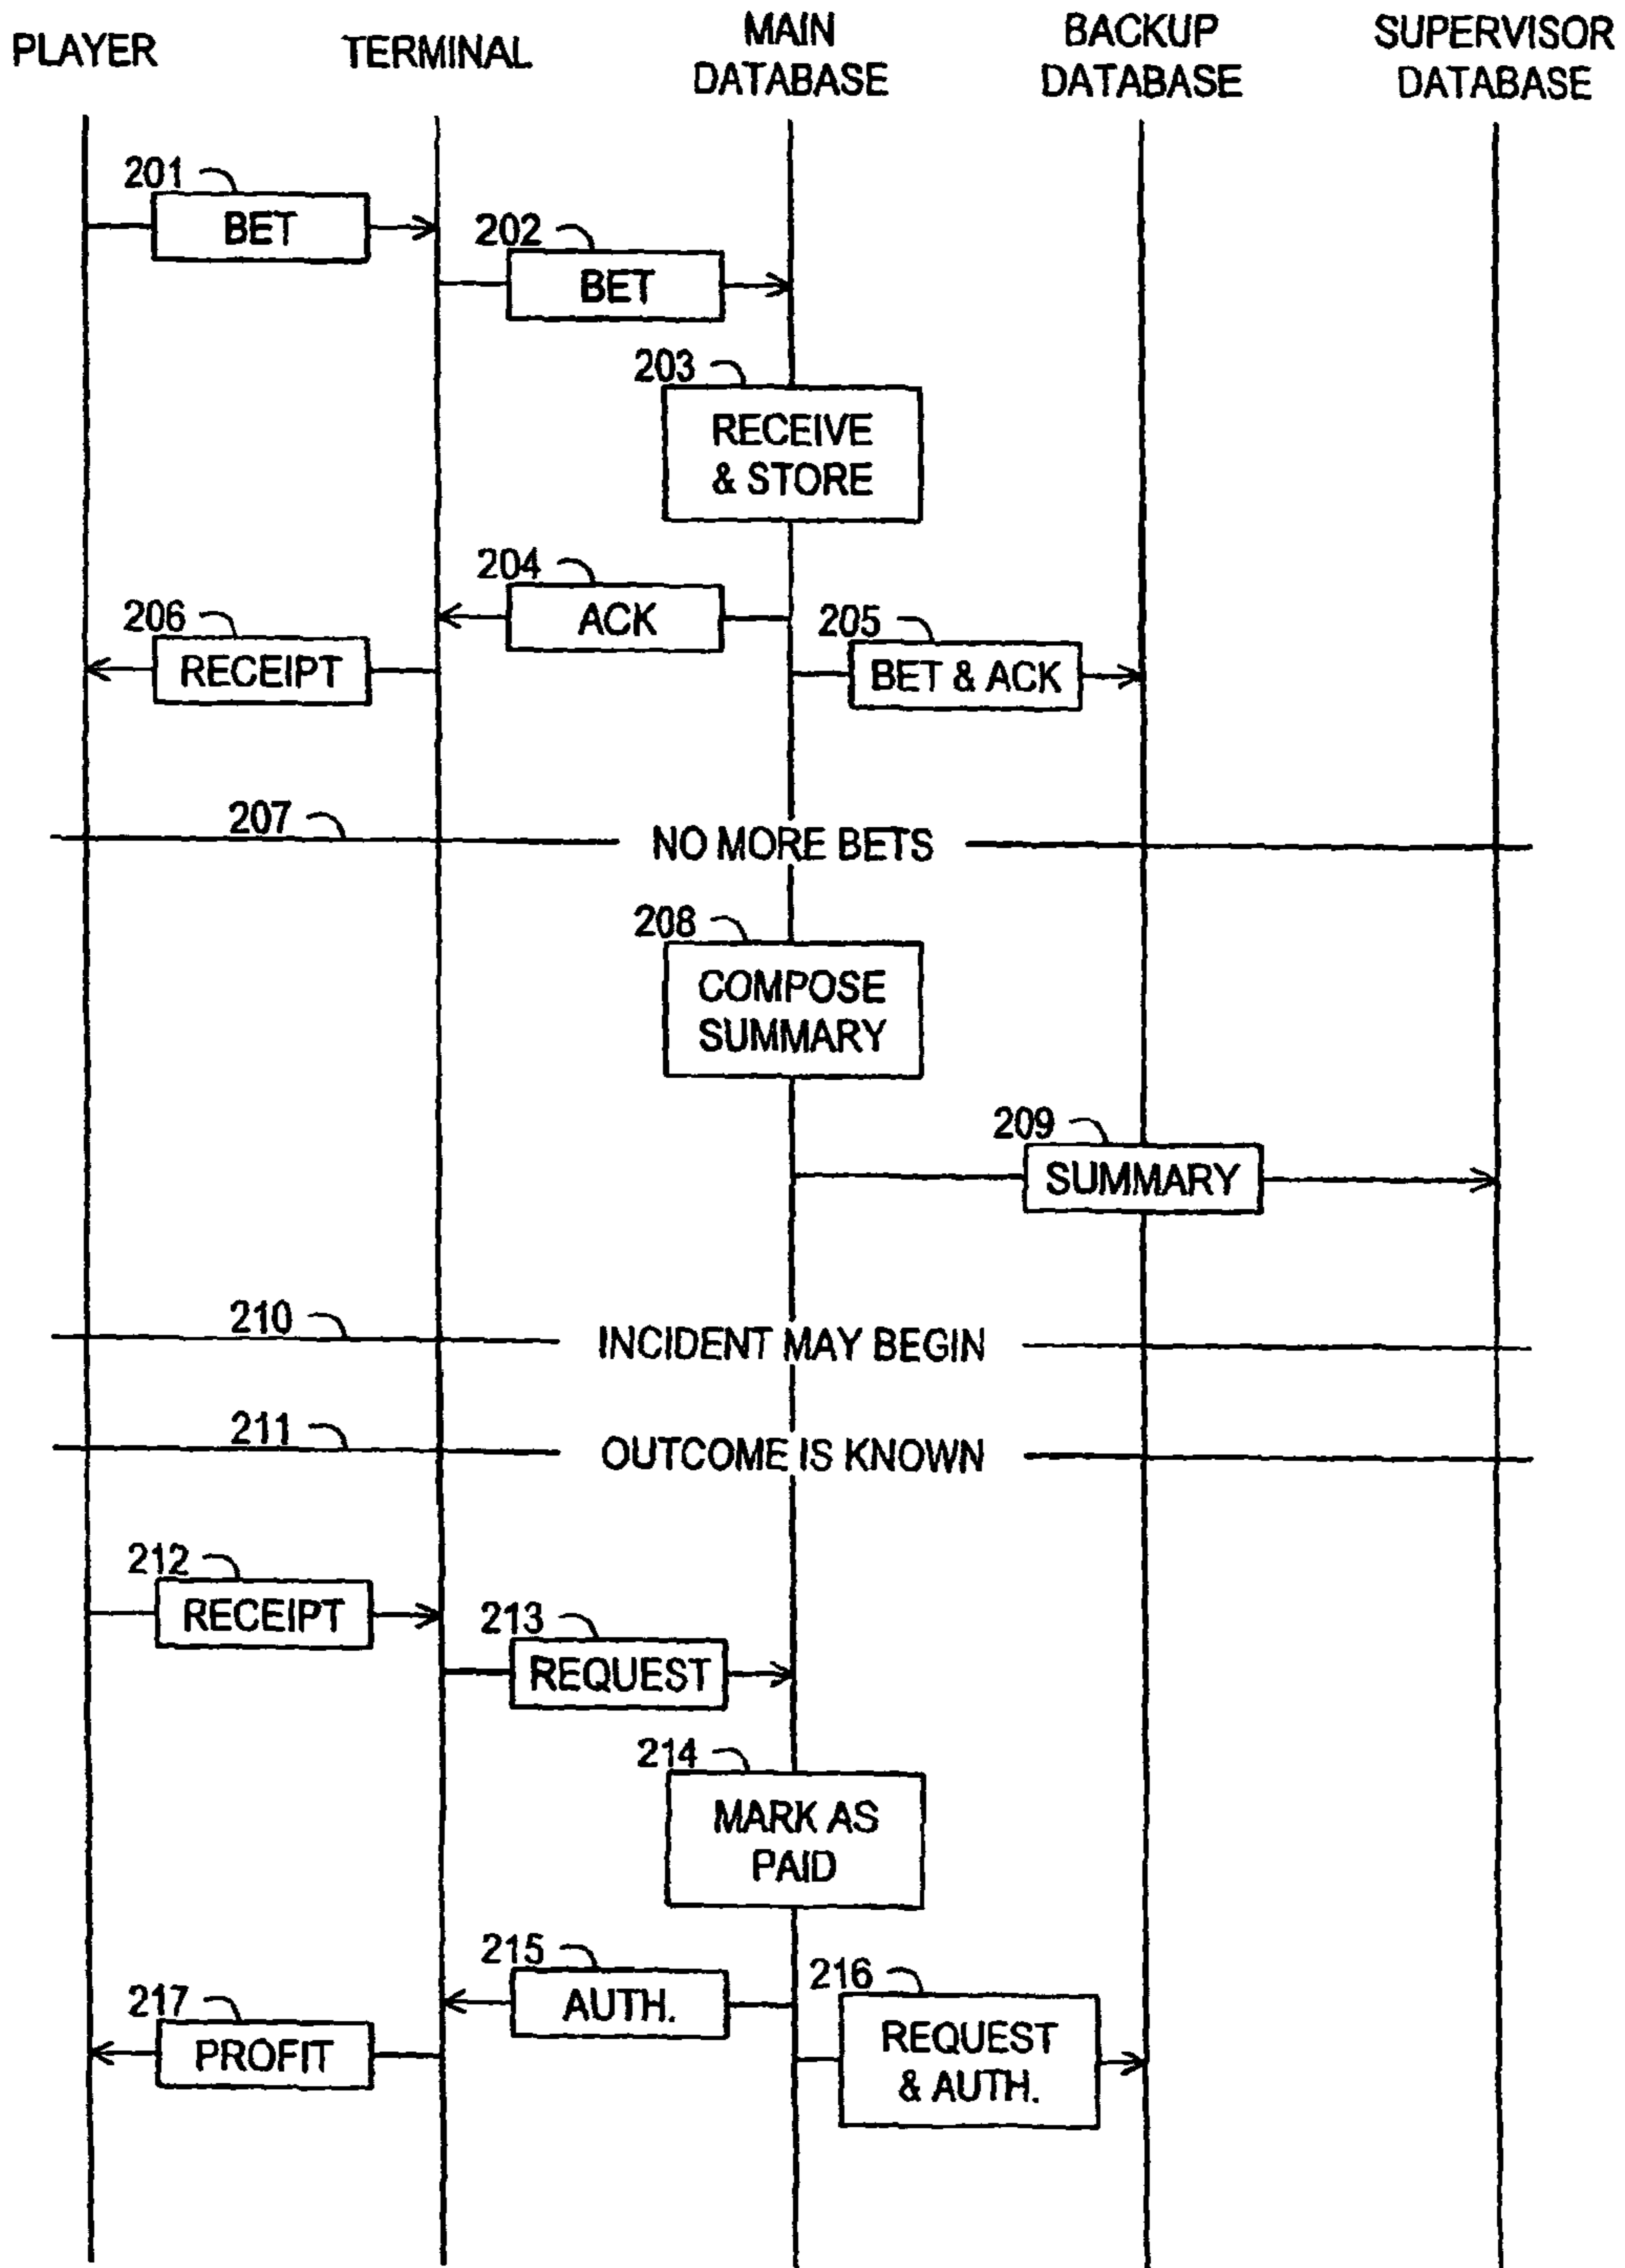 PLAYER
TERMINAL
MAIN
DATABASE
BACKUP
DATABASE
SUPERVISOR
DATABASE
201
BET
202
BET
203
RECEIVE
& STORE
204
ACK
205
BET & ACK
206
RECEIPT
207
NO MORE BETS
208
COMPOSE
SUMMARY
209
SUMMARY
210
INCIDENT MAY BEGIN
211
OUTCOME IS KNOWN
212
RECEIPT
213
REQUEST
214
MARK AS
PAID
215
AUTH.
216
REQUEST
& AUTH.
217
PROFIT